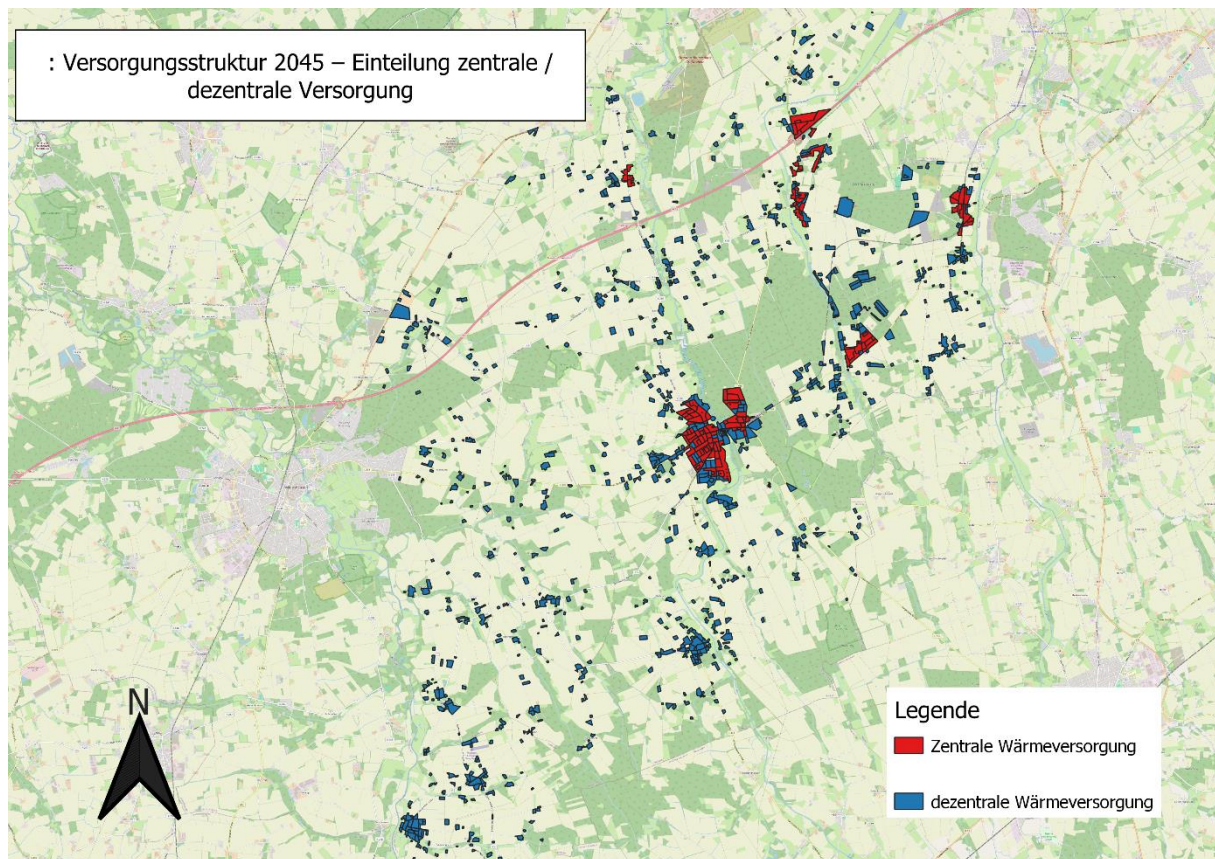 : Versorgungsstruktur 2045 – Einteilung zentrale /
dezentrale Versorgung
N
Legende
Zentrale Wärmeversorgung
dezentrale Wärmeversorgung